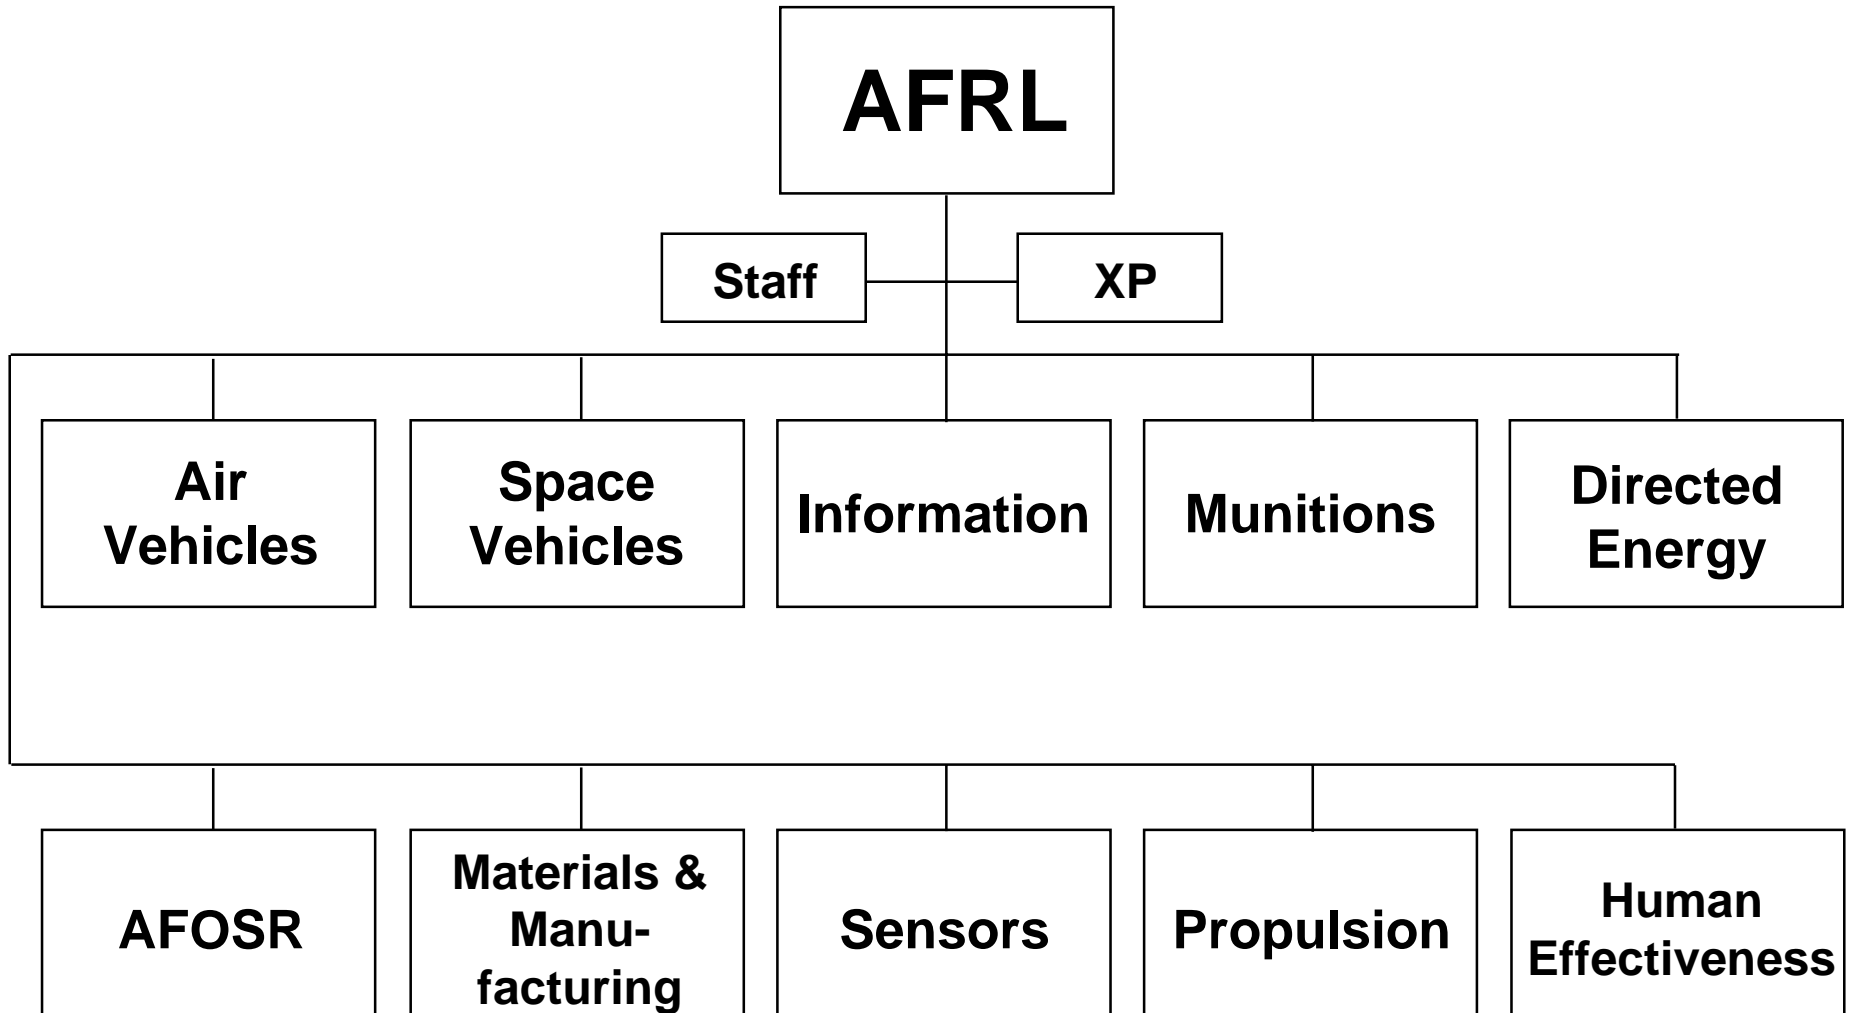 AFRL
Staff
XP
Air
Vehicles
Space
Vehicles
Information
Munitions
Directed
Energy
AFOSR
Materials &
Manu-
facturing
Sensors
Propulsion
Human
Effectiveness